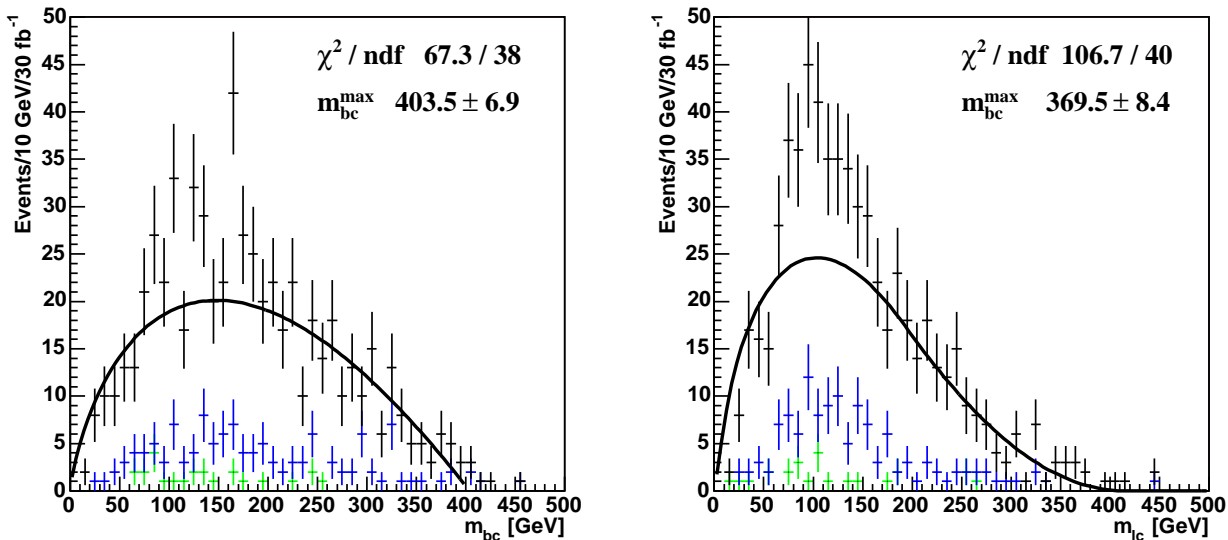 Events/10 GeV/30 fb⁻¹
50
45
40
35
30
25
20
15
10
5
0
χ² / ndf 67.3 / 38
m_bc^max 403.5 ± 6.9
0 50 100 150 200 250 300 350 400 450 500
m_bc [GeV]
Events/10 GeV/30 fb⁻¹
50
45
40
35
30
25
20
15
10
5
0
χ² / ndf 106.7 / 40
m_bc^max 369.5 ± 8.4
0 50 100 150 200 250 300 350 400 450 500
m_lc [GeV]